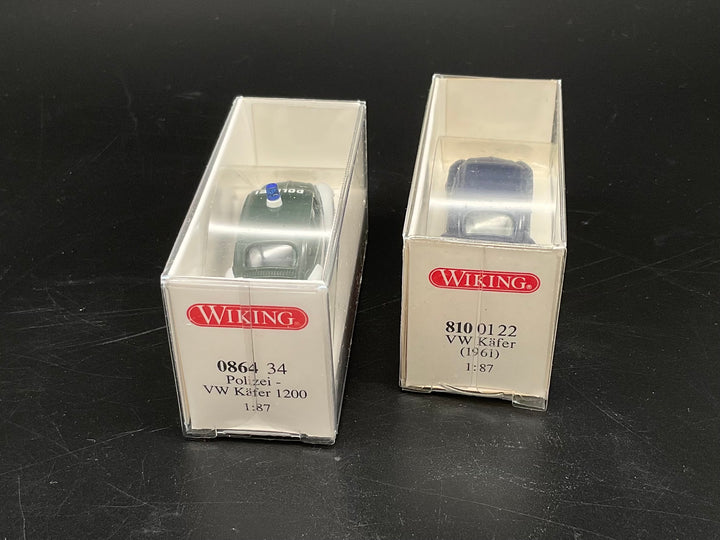 WIKING®
0864 34
Polizei -
VW Käfer 1200
1:87
WIKING®
810 01 22
VW Käfer
(1961)
1:87